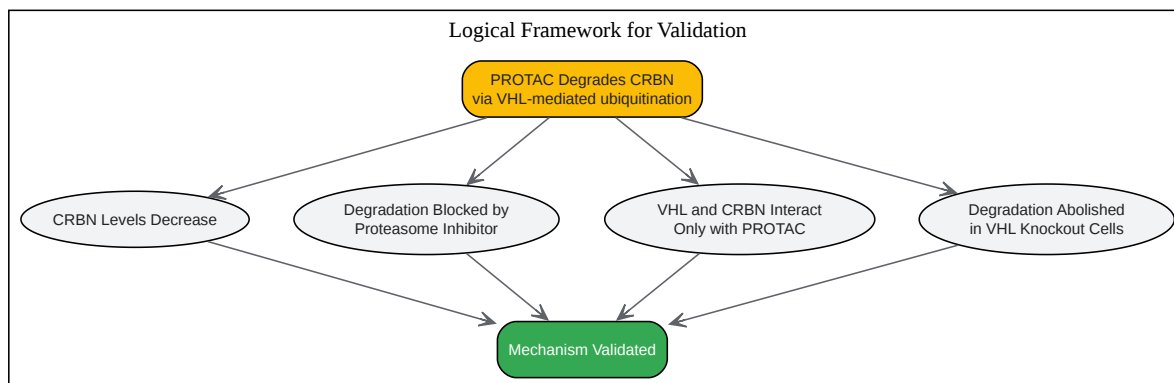 Logical Framework for Validation
PROTAC Degrades CRBN
via VHL-mediated ubiquitination
CRBN Levels Decrease
Degradation Blocked by
Proteasome Inhibitor
VHL and CRBN Interact
Only with PROTAC
Degradation Abolished
in VHL Knockout Cells
Mechanism Validated